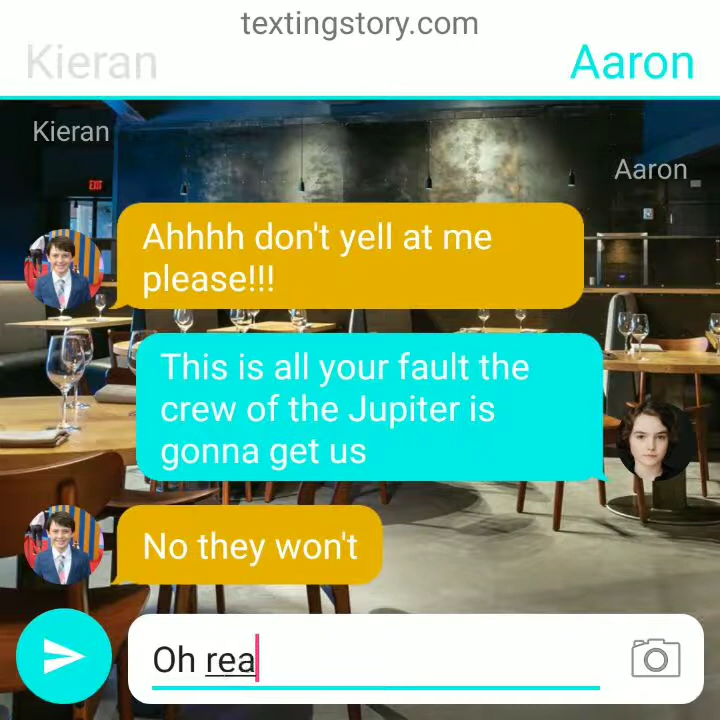 textingstory.com
Kieran
Aaron
Kieran
Aaron
EXIT
Ahhhh don't yell at me
please!!!
This is all your fault the
crew of the Jupiter is
gonna get us
No they won't
Oh rea